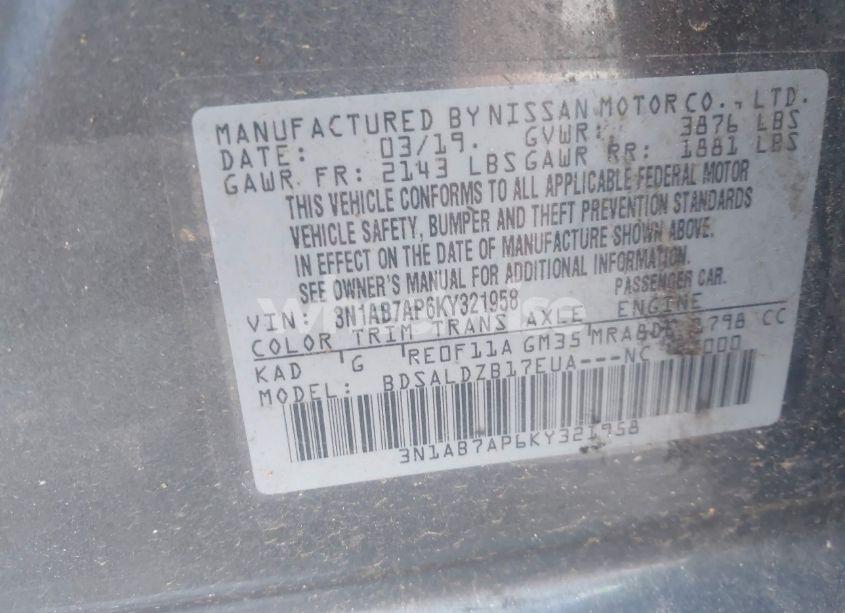 MANUFACTURED BY NISSAN MOTOR CO., LTD.
DATE: 03/19. GVWR: 3876 LBS
GAWR FR: 2143 LBS GAWR RR: 1881 LBS
THIS VEHICLE CONFORMS TO ALL APPLICABLE FEDERAL MOTOR
VEHICLE SAFETY, BUMPER AND THEFT PREVENTION STANDARDS
IN EFFECT ON THE DATE OF MANUFACTURE SHOWN ABOVE.
SEE OWNER'S MANUAL FOR ADDITIONAL INFORMATION.
VIN: 3N1AB7AP6KY321958 PASSENGER CAR.
COLOR TRIM TRANS AXLE ENGINE
KAD G RE0F11A GM35 MRA8DE 1798 CC
MODEL: BDSALDZB17EUA---NC
3N1AB7AP6KY321958